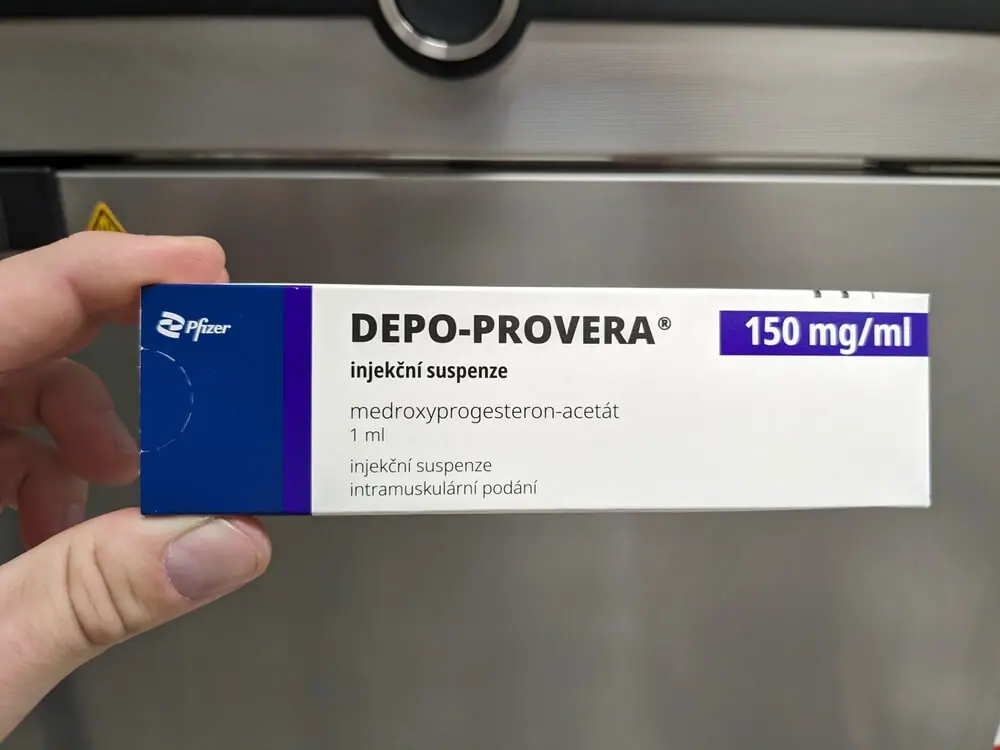 Pfizer
DEPO-PROVERA®
150 mg/ml
injekční suspenze
medroxyprogesteron-acetát
1 ml
injekční suspenze
intramuskulární podání